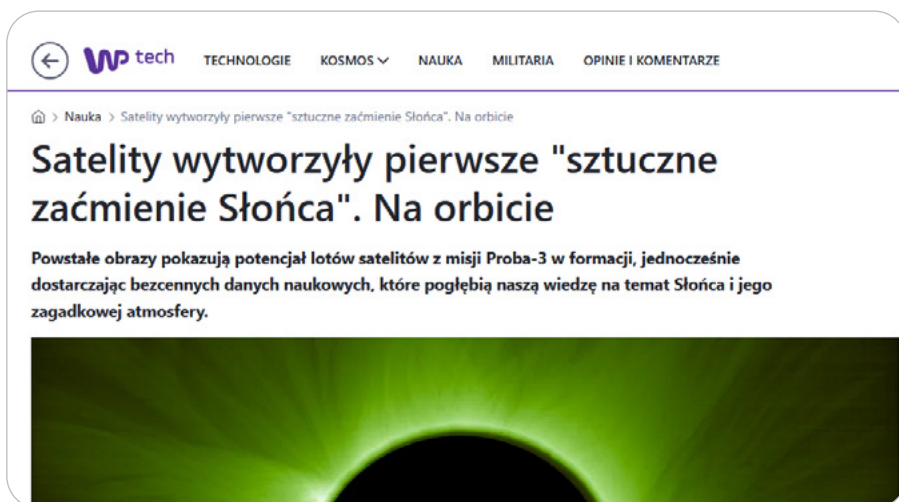 WP tech TECHNOLOGIE KOSMOS NAUKA MILITARIA OPINIE I KOMENTARZE
> Nauka > Satelity wytworzyły pierwsze "sztuczne zaćmienie Słońca". Na orbicie
Satelity wytworzyły pierwsze "sztuczne
zaćmienie Słońca". Na orbicie
Powstałe obrazy pokazują potencjał lotów satelitów z misji Proba-3 w formacji, jednocześnie
dostarczając bezcennych danych naukowych, które pogłębią naszą wiedzę na temat Słońca i jego
zagadkowej atmosfery.